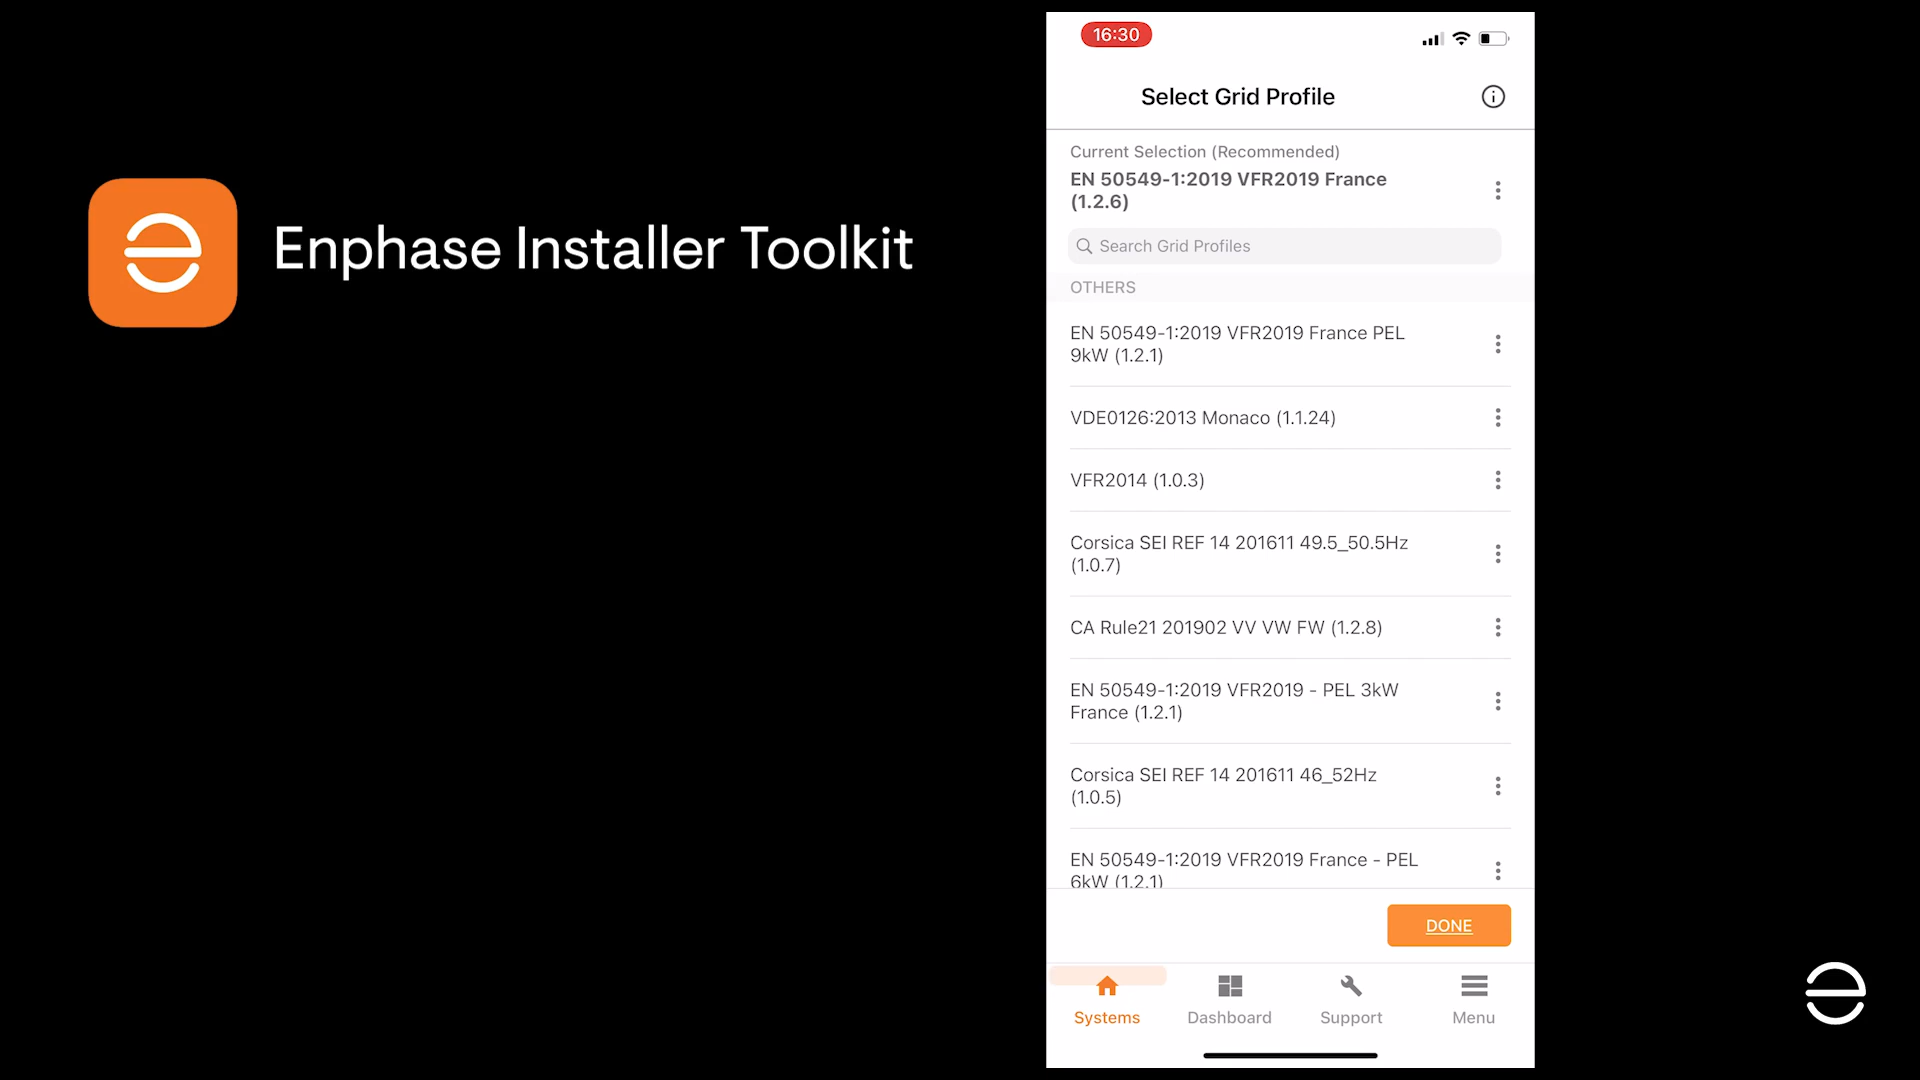 Enphase Installer Toolkit
16:30
Select Grid Profile
Current Selection (Recommended)
EN 50549-1:2019 VFR2019 France
(1.2.6)
Search Grid Profiles
OTHERS
EN 50549-1:2019 VFR2019 France PEL
9kW (1.2.1)
VDE0126:2013 Monaco (1.1.24)
VFR2014 (1.0.3)
Corsica SEI REF 14 201611 49.5_50.5Hz
(1.0.7)
CA Rule21 201902 VV VW FW (1.2.8)
EN 50549-1:2019 VFR2019 - PEL 3kW
France (1.2.1)
Corsica SEI REF 14 201611 46_52Hz
(1.0.5)
EN 50549-1:2019 VFR2019 France - PEL
6kW (1.2.1)
DONE
Systems
Dashboard
Support
Menu